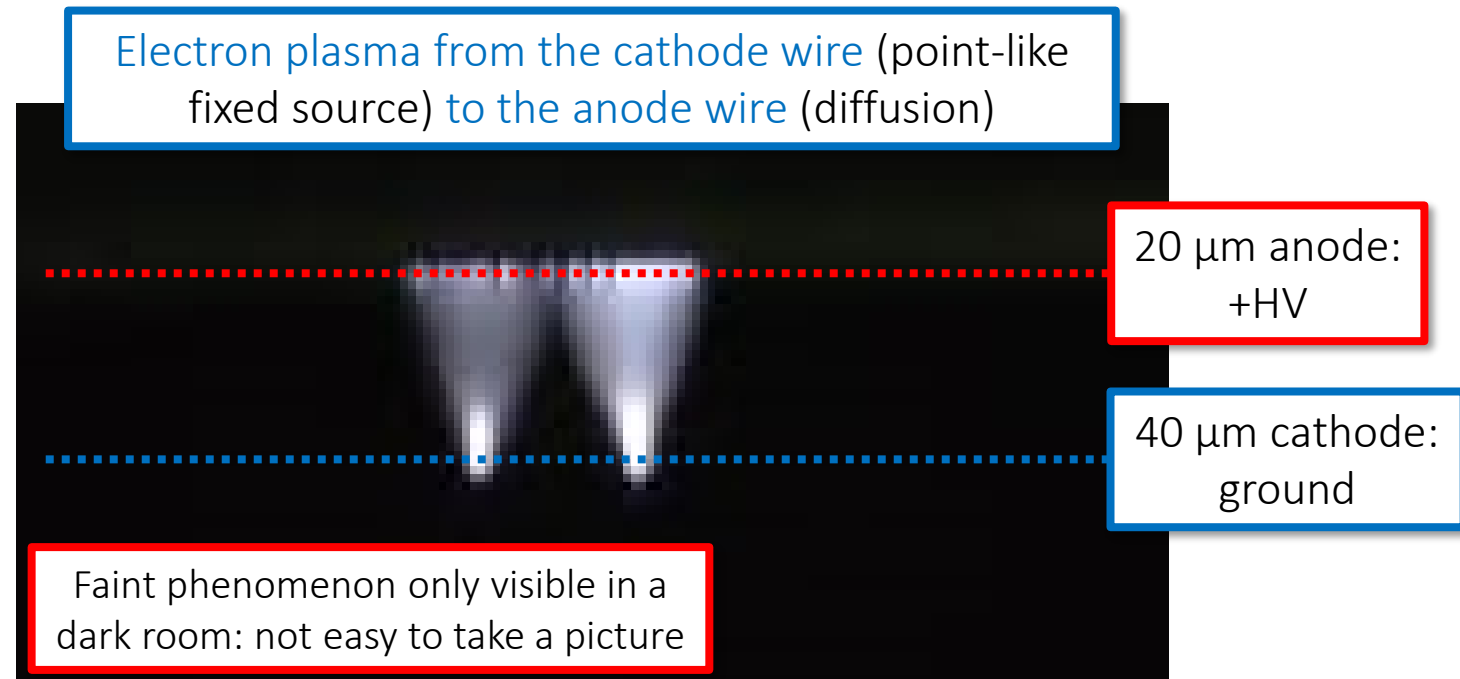 Electron plasma from the cathode wire (point-like
fixed source) to the anode wire (diffusion)
20 μm anode:
+HV
40 μm cathode:
ground
Faint phenomenon only visible in a
dark room: not easy to take a picture